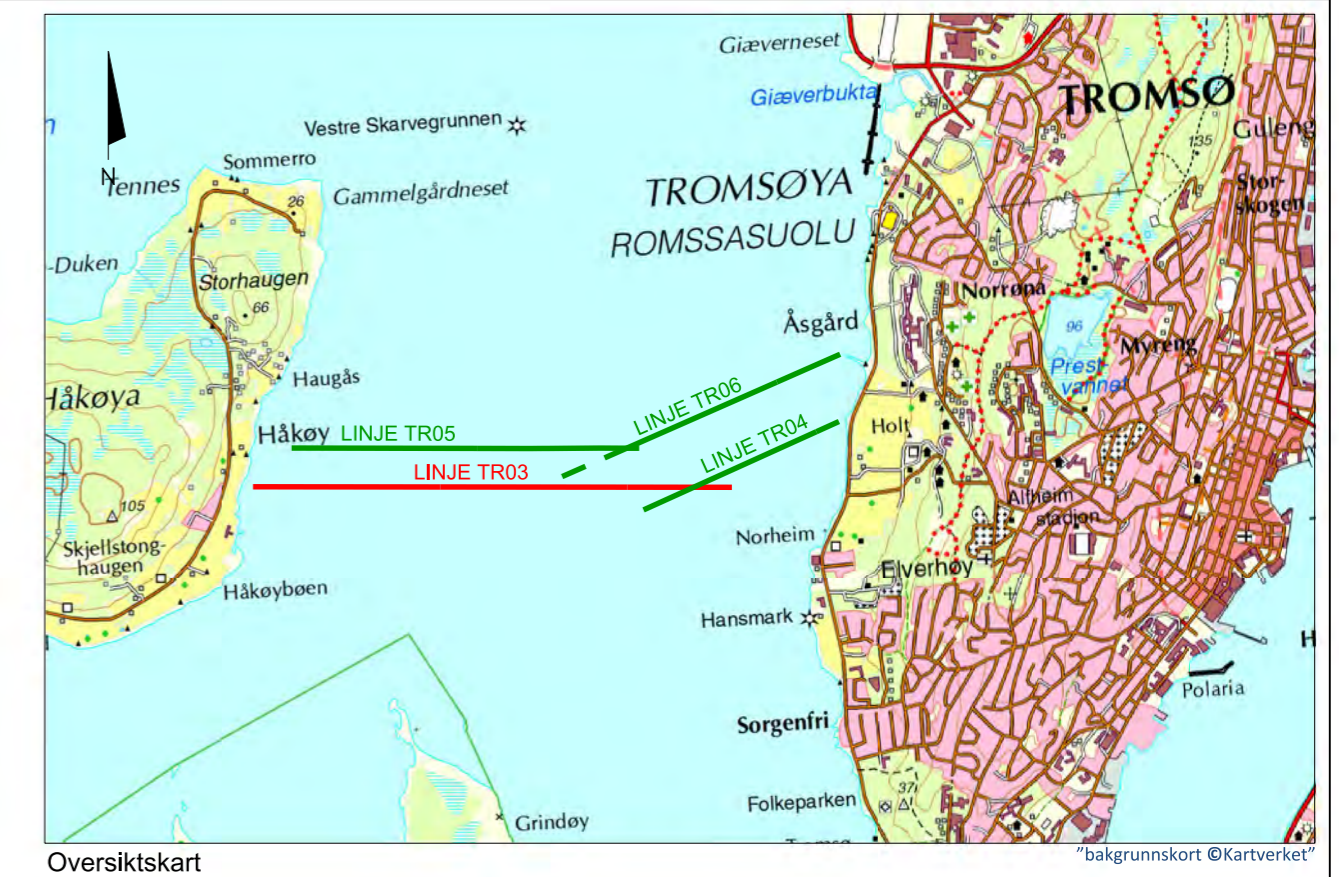 Giæverneset
Giæverbukta
TROMSØ
Guleng
135
Vestre Skarvegrunnen
Sommerro
N
Tennes
Gammelgårdneset
26
TROMSØYA
ROMSSASUOLU
Stor-
skogen
-Duken
Storhaugen
66
Norrøna
Åsgård
96
Myreng
Prest-
vannet
Haugås
Håkøya
LINJE TR06
Håkøy
LINJE TR05
LINJE TR04
Holt
LINJE TR03
105
Alfheim
stadion
Skjellstong-
haugen
Norheim
Elverhøy
Håkøybøen
Hansmark
H
Polaria
Sorgenfri
37
Folkeparken
Grindøy
Oversiktskart
"bakgrunnskort ©Kartverket"